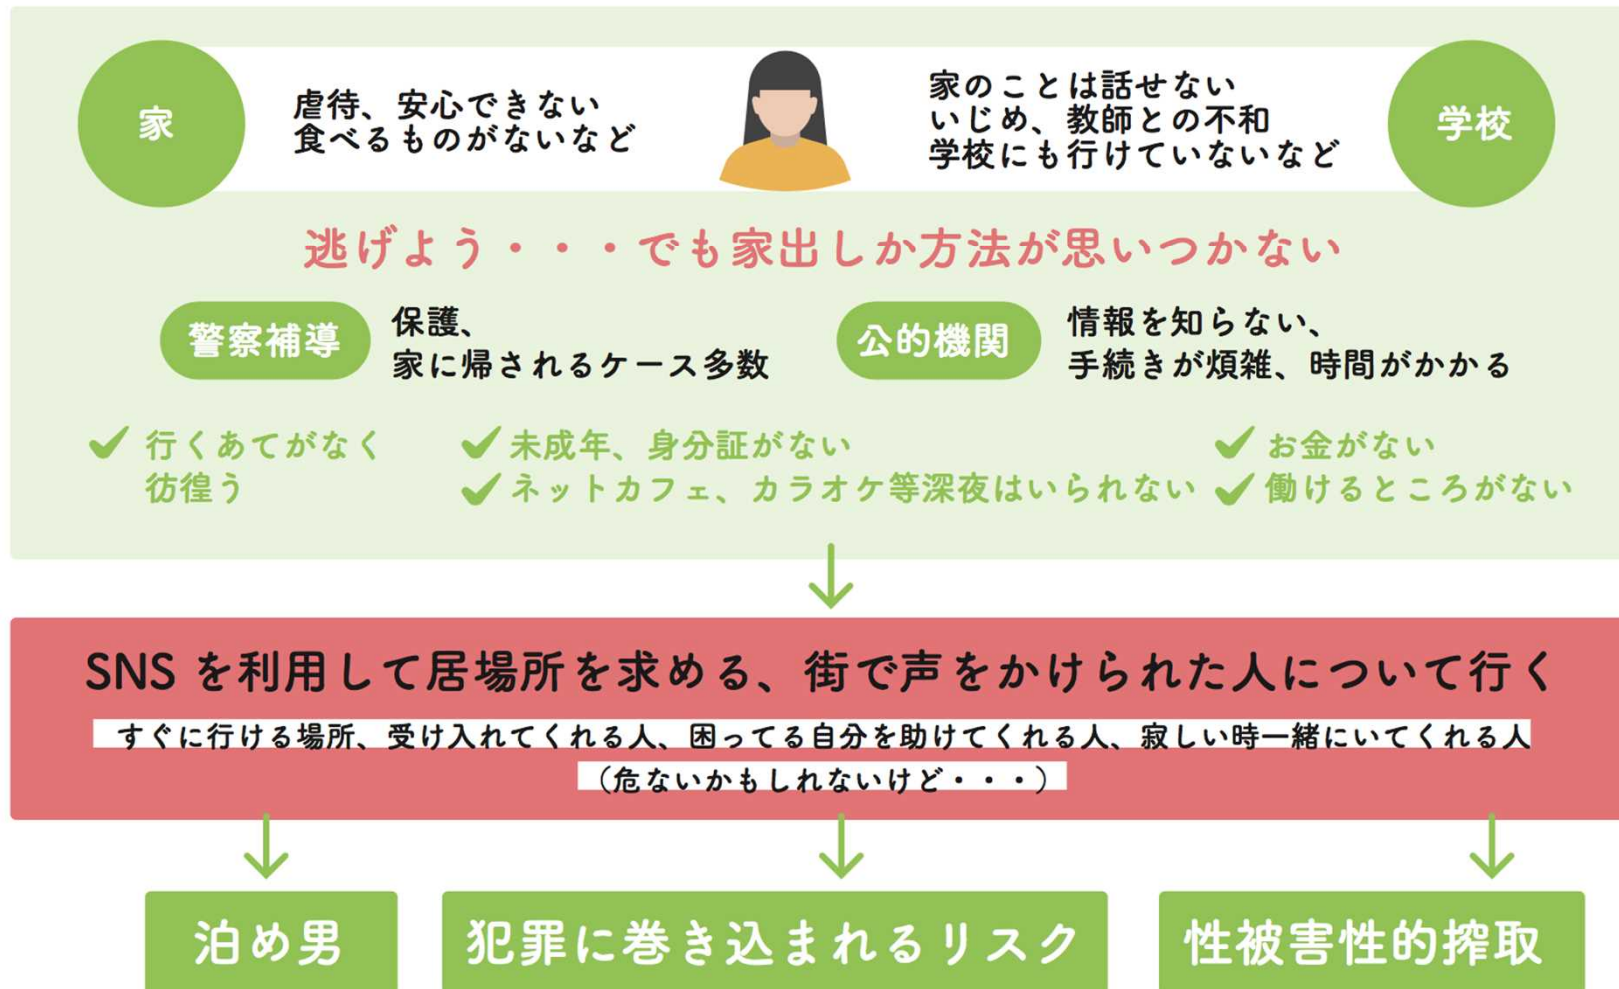 家
虐待、安心できない
食べるものがないなど
家のことは話せない
いじめ、教師との不和
学校にも行けていないなど
学校
逃げよう・・・でも家出しか方法が思いつかない
警察補導
保護、
家に帰されるケース多数
公的機関
情報を知らない、
手続きが煩雑、時間がかかる
行くあてがなく
彷徨う
未成年、身分証がない
ネットカフェ、カラオケ等深夜はいられない
お金がない
働けるところがない
SNS を利用して居場所を求める、街で声をかけられた人について行く
すぐに行ける場所、受け入れてくれる人、困ってる自分を助けてくれる人、寂しい時一緒にいてくれる人
（危ないかもしれないけど・・・）
泊め男
犯罪に巻き込まれるリスク
性被害性的搾取